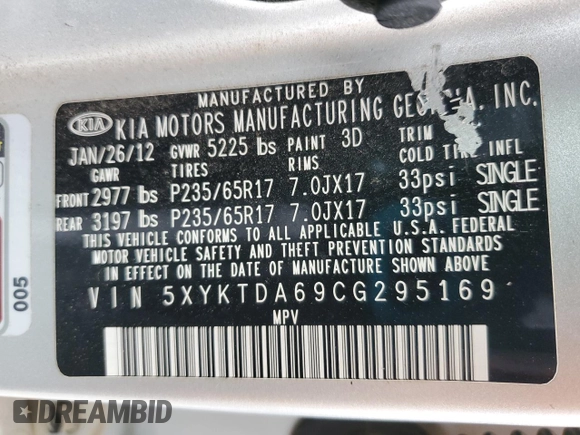 MANUFACTURED BY
KIA KIA MOTORS MANUFACTURING GEORGIA, INC.
JAN/26/12 GVWR 5225 lbs PAINT 3D TRIM
GAWR TIRES RIMS COLD TIRE INFL
FRONT 2977 lbs P235/65R17 7.0JX17 33psi SINGLE
REAR 3197 lbs P235/65R17 7.0JX17 33psi SINGLE
THIS VEHICLE CONFORMS TO ALL APPLICABLE U.S.A. FEDERAL
MOTOR VEHICLE SAFETY AND THEFT PREVENTION STANDARDS
IN EFFECT ON THE DATE OF MANUFACTURE SHOWN ABOVE.
VIN 5XYKTDA69CG295169
MPV
005
DREAMBID